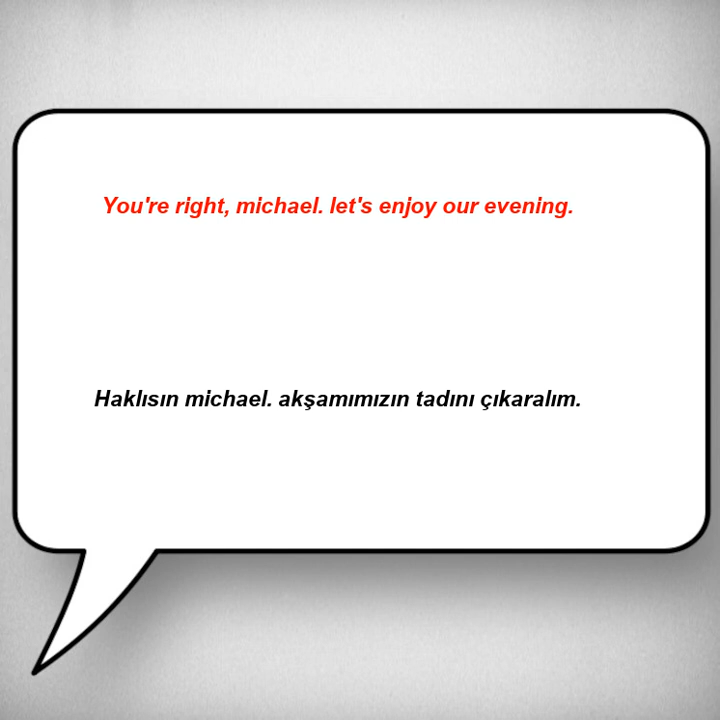 You're right, michael. let's enjoy our evening.
Haklısın michael. akşamımızın tadını çıkaralım.